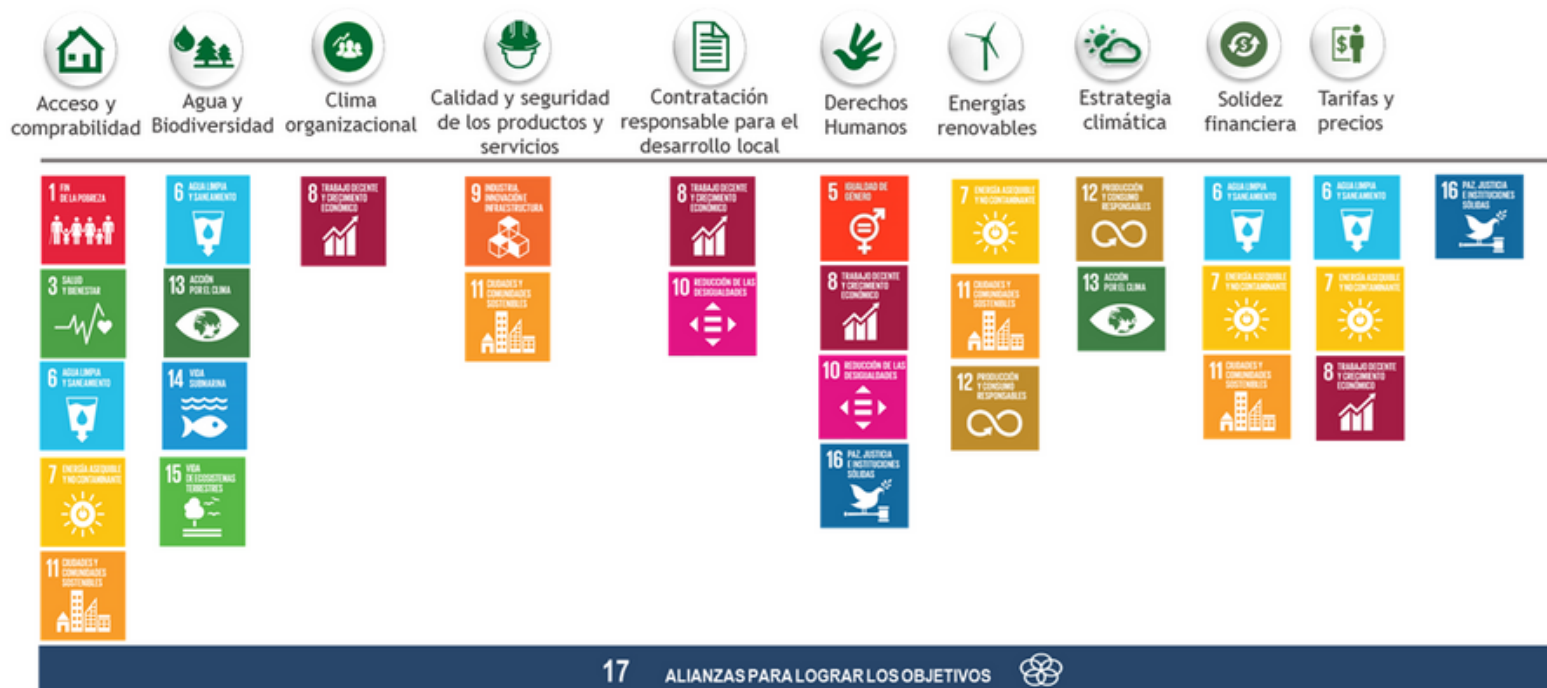 Acceso y
comprabilidad
Agua y
Biodiversidad
Clima
organizacional
Calidad y seguridad
de los productos y
servicios
Contratación
responsable para el
desarrollo local
Derechos
Humanos
Energías
renovables
Estrategia
climática
Solidez
financiera
Tarifas y
precios
1 FIN
DE LA POBREZA
3 SALUD
Y BIENESTAR
6 AGUA LIMPIA
Y SANEAMIENTO
7 ENERGÍA ASEQUIBLE
Y NO CONTAMINANTE
11 CIUDADES Y
COMUNIDADES
SOSTENIBLES
6 AGUA LIMPIA
Y SANEAMIENTO
13 ACCIÓN
POR EL CLIMA
14 VIDA
SUBMARINA
15 VIDA
DE ECOSISTEMAS
TERRESTRES
8 TRABAJO DECENTE
Y CRECIMIENTO
ECONÓMICO
9 INDUSTRIA,
INNOVACIÓN E
INFRAESTRUCTURA
11 CIUDADES Y
COMUNIDADES
SOSTENIBLES
8 TRABAJO DECENTE
Y CRECIMIENTO
ECONÓMICO
10 REDUCCIÓN DE LAS
DESIGUALDADES
5 IGUALDAD DE
GÉNERO
8 TRABAJO DECENTE
Y CRECIMIENTO
ECONÓMICO
10 REDUCCIÓN DE LAS
DESIGUALDADES
16 PAZ, JUSTICIA
E INSTITUCIONES
SÓLIDAS
7 ENERGÍA ASEQUIBLE
Y NO CONTAMINANTE
11 CIUDADES Y
COMUNIDADES
SOSTENIBLES
12 PRODUCCIÓN
Y CONSUMO
RESPONSABLES
12 PRODUCCIÓN
Y CONSUMO
RESPONSABLES
13 ACCIÓN
POR EL CLIMA
6 AGUA LIMPIA
Y SANEAMIENTO
7 ENERGÍA ASEQUIBLE
Y NO CONTAMINANTE
11 CIUDADES Y
COMUNIDADES
SOSTENIBLES
6 AGUA LIMPIA
Y SANEAMIENTO
7 ENERGÍA ASEQUIBLE
Y NO CONTAMINANTE
8 TRABAJO DECENTE
Y CRECIMIENTO
ECONÓMICO
16 PAZ, JUSTICIA
E INSTITUCIONES
SÓLIDAS
17 ALIANZAS PARA LOGRAR LOS OBJETIVOS